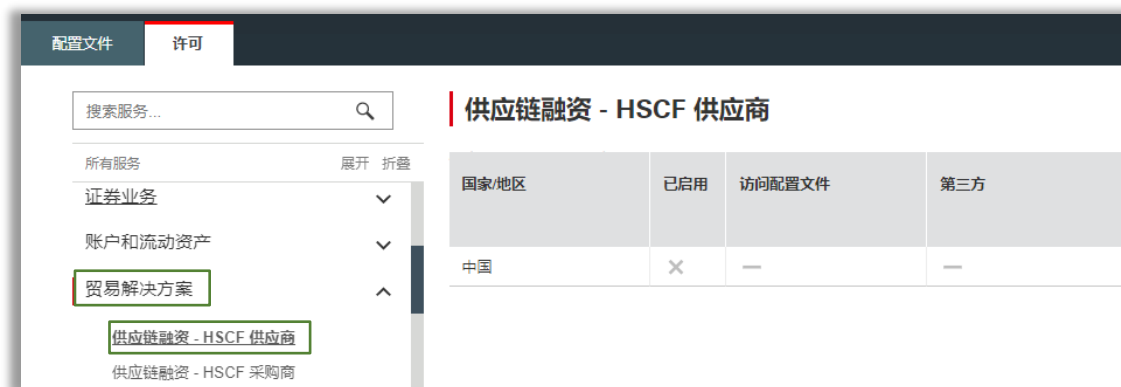 配置文件 许可
搜索服务...
供应链融资 - HSCF 供应商
所有服务 展开 折叠
国家/地区 已启用 访问配置文件 第三方
证券业务
账户和流动资产
中国
贸易解决方案
供应链融资 - HSCF 供应商
供应链融资 - HSCF 采购商